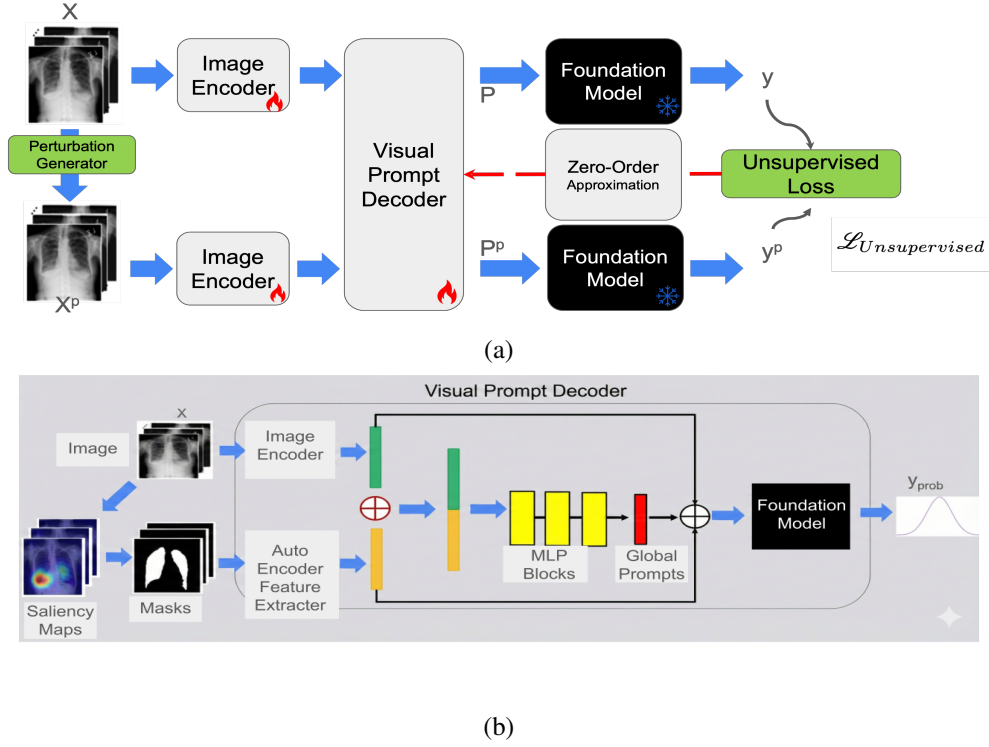 X
Image
Encoder
P
Foundation
Model
y
Perturbation
Generator
Visual
Prompt
Decoder
Zero-Order
Approximation
Unsupervised
Loss
Image
Encoder
Pᵖ
Foundation
Model
yᵖ
ℒ_Unsupervised
Xᵖ
(a)
Visual Prompt Decoder
x
Image
Image
Encoder
Foundation
Model
y_prob
Auto
Encoder
Feature
Extracter
MLP
Blocks
Global
Prompts
Saliency
Maps
Masks
(b)